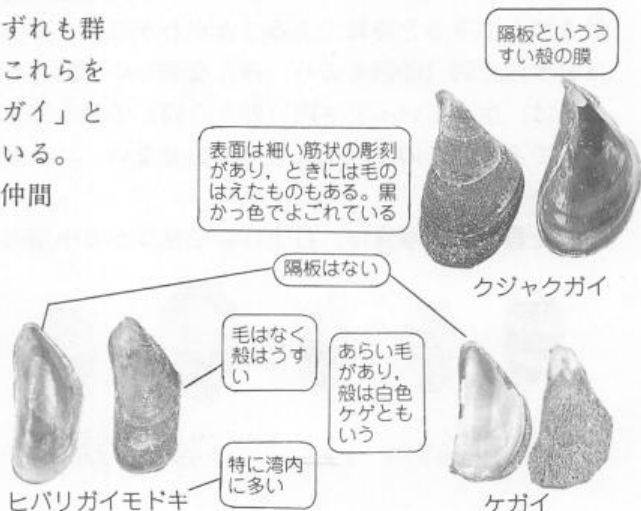 ずれも群
これらを
ガイ」と
いる。
仲間
隔板というう
すい殻の膜
表面は細い筋状の彫刻
があり，ときには毛の
はえたものもある。黒
かっ色でよごれている
クジャクガイ
隔板はない
毛はなく
殻はうす
い
あらい毛
があり，
殻は白色
ケゲとも
いう
特に湾内
に多い
ヒバリガイモドキ
ケガイ